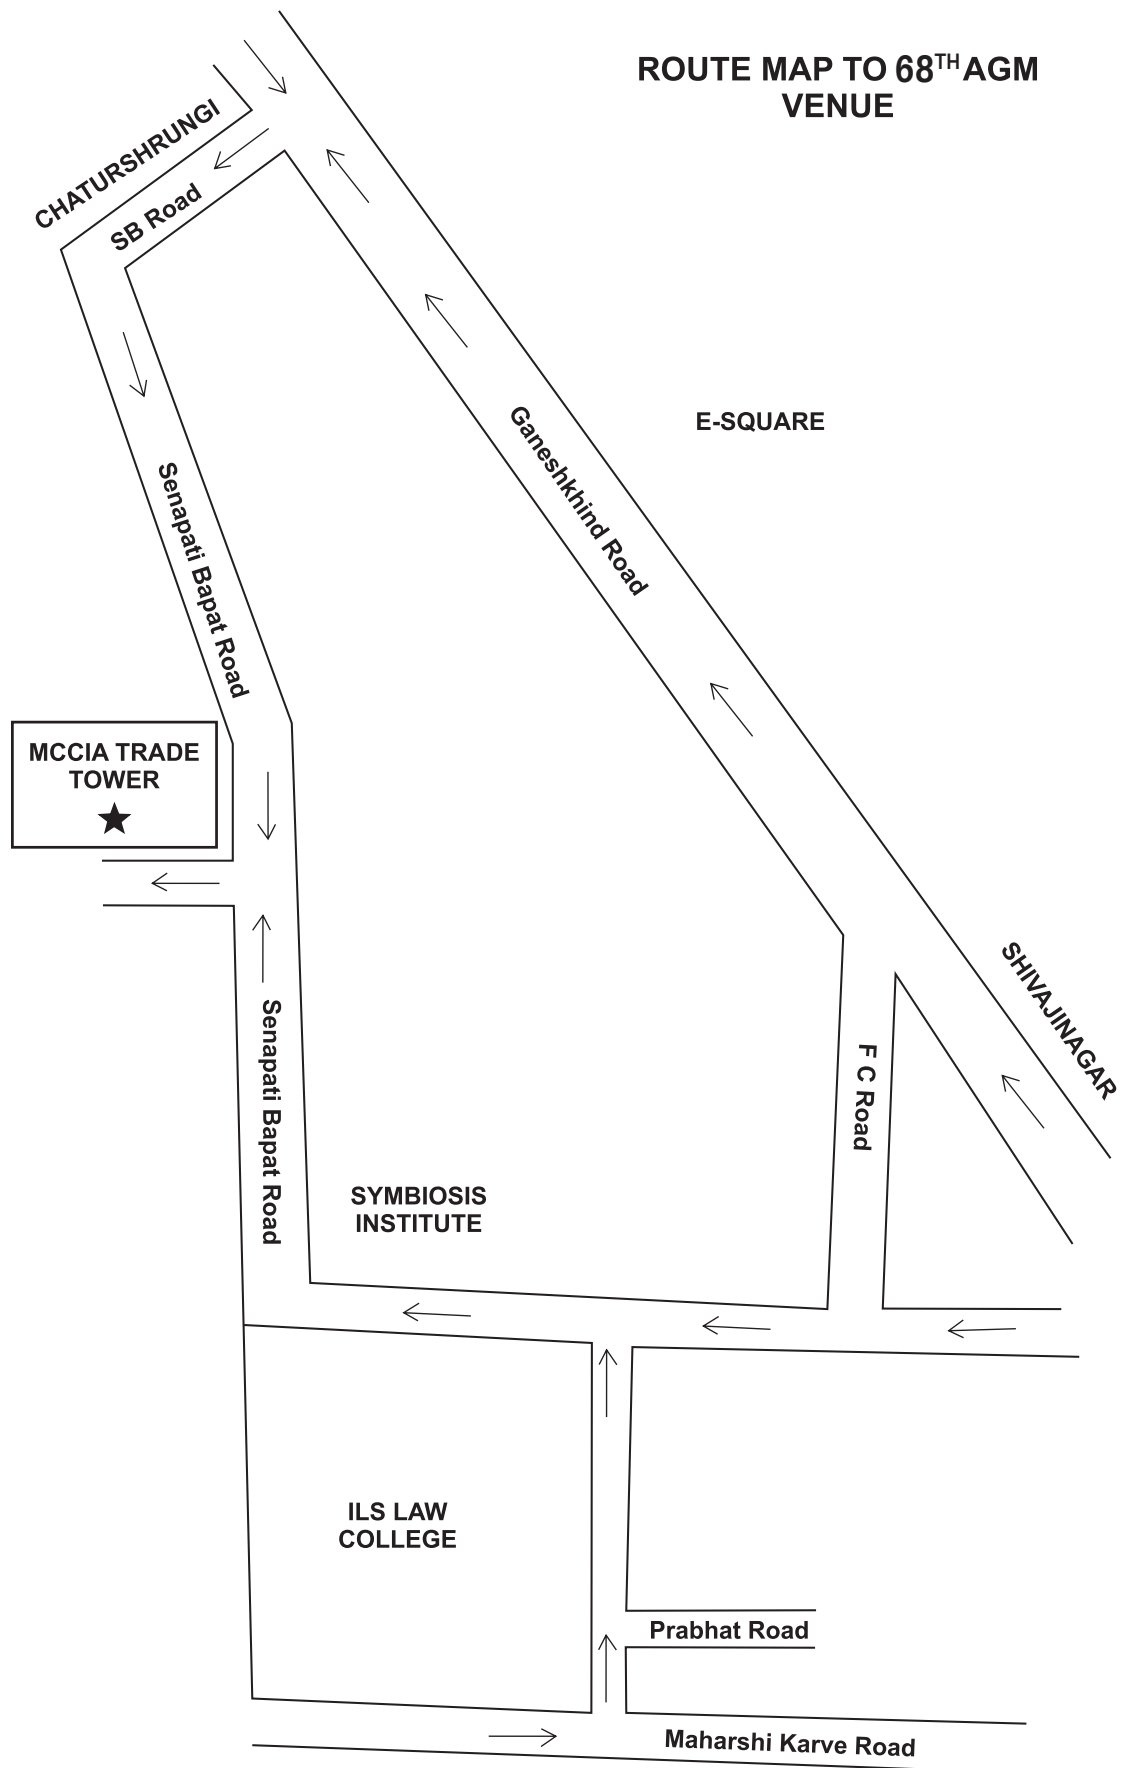 ROUTE MAP TO 68TH AGM
VENUE
CHATURSHRUNGI
SB Road
E-SQUARE
Ganeshkhind Road
Senapati Bapat Road
MCCIA TRADE
TOWER
SHIVAJINAGAR
Senapati Bapat Road
F C Road
SYMBIOSIS
INSTITUTE
ILS LAW
COLLEGE
Prabhat Road
Maharshi Karve Road